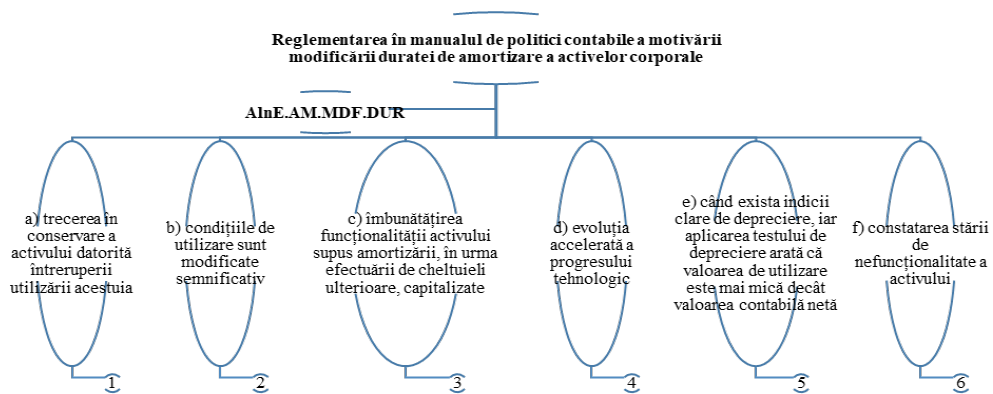 Reglementarea în manualul de politici contabile a motivării
modificării duratei de amortizare a activelor corporale
AlnE.AM.MDF.DUR
a) trecerea în
conservare a
activului datorită
întreruperii
utilizării acestuia
b) condițiile de
utilizare sunt
modificate
semnificativ
c) îmbunătățirea
funcționalității activului
supus amortizării, în urma
efectuării de cheltuieli
ulterioare, capitalizate
d) evoluția
accelerată a
progresului
tehnologic
e) când exista indicii
clare de depreciere, iar
aplicarea testului de
depreciere arată că
valoarea de utilizare
este mai mică decât
valoarea contabilă netă
f) constatarea stării
de
nefuncționalitate a
activului
1
2
3
4
5
6